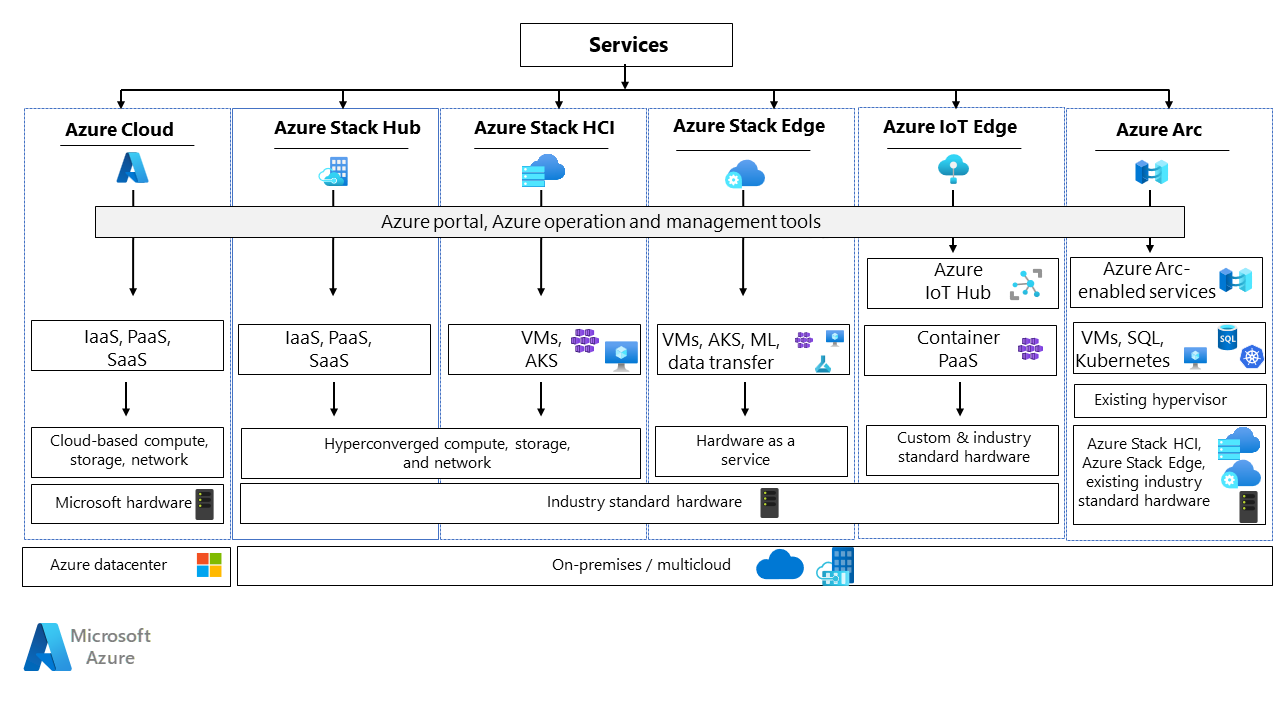 Services
Azure Cloud
Azure Stack Hub
Azure Stack HCI
Azure Stack Edge
Azure IoT Edge
Azure Arc
Azure portal, Azure operation and management tools
Azure
IoT Hub
Azure Arc-
enabled services
IaaS, PaaS,
SaaS
IaaS, PaaS,
SaaS
VMs,
AKS
VMs, AKS, ML,
data transfer
Container
PaaS
VMs, SQL,
Kubernetes
SQL
Existing hypervisor
Cloud-based compute,
storage, network
Hyperconverged compute, storage,
and network
Hardware as a
service
Custom & industry
standard hardware
Azure Stack HCI,
Azure Stack Edge,
existing industry
standard hardware
Microsoft hardware
Industry standard hardware
Azure datacenter
On-premises / multicloud
Microsoft
Azure